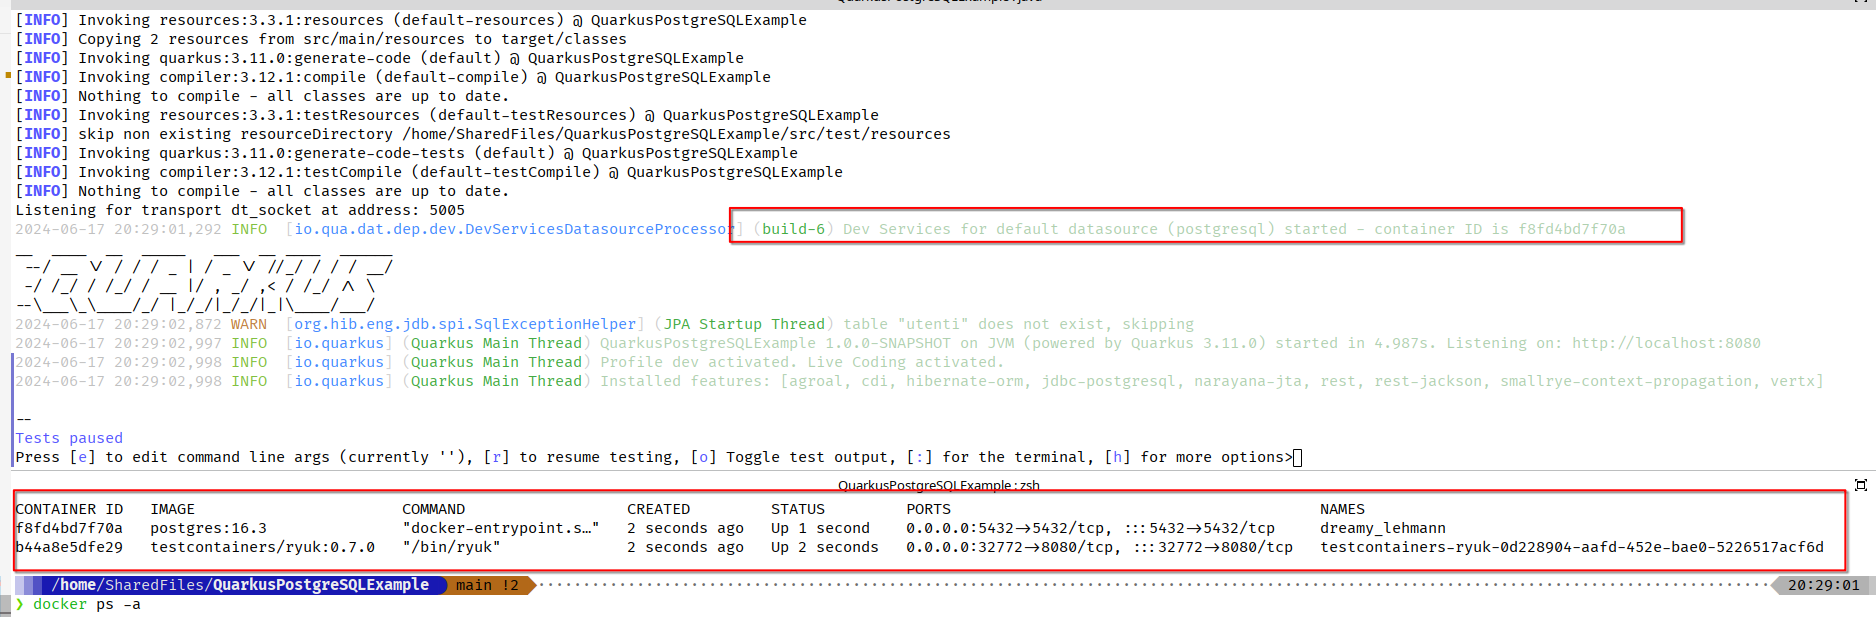 [INFO] Invoking resources:3.3.1:resources (default-resources) @ QuarkusPostgreSQLExample
[INFO] Copying 2 resources from src/main/resources to target/classes
[INFO] Invoking quarkus:3.11.0:generate-code (default) @ QuarkusPostgreSQLExample
[INFO] Invoking compiler:3.12.1:compile (default-compile) @ QuarkusPostgreSQLExample
[INFO] Nothing to compile - all classes are up to date.
[INFO] Invoking resources:3.3.1:testResources (default-testResources) @ QuarkusPostgreSQLExample
[INFO] skip non existing resourceDirectory /home/SharedFiles/QuarkusPostgreSQLExample/src/test/resources
[INFO] Invoking quarkus:3.11.0:generate-code-tests (default) @ QuarkusPostgreSQLExample
[INFO] Invoking compiler:3.12.1:testCompile (default-testCompile) @ QuarkusPostgreSQLExample
[INFO] Nothing to compile - all classes are up to date.
Listening for transport dt_socket at address: 5005
2024-06-17 20:29:01,292 INFO  [io.qua.dat.dep.dev.DevServicesDatasourceProcessor] (build-6) Dev Services for default datasource (postgresql) started - container ID is f8fd4bd7f70a
__  ____  __  _____   ___  __ ____  ______
 --/ __ \/ / / / _ | / _ \/ //_/ / / / __/
 -/ /_/ / /_/ / __ |/ , _/ ,< / /_/ /\ \
--\___\_\____/_/ |_/_/|_/_/|_|\____/___/
2024-06-17 20:29:02,872 WARN  [org.hib.eng.jdb.spi.SqlExceptionHelper] (JPA Startup Thread) table "utenti" does not exist, skipping
2024-06-17 20:29:02,997 INFO  [io.quarkus] (Quarkus Main Thread) QuarkusPostgreSQLExample 1.0.0-SNAPSHOT on JVM (powered by Quarkus 3.11.0) started in 4.987s. Listening on: http://localhost:8080
2024-06-17 20:29:02,998 INFO  [io.quarkus] (Quarkus Main Thread) Profile dev activated. Live Coding activated.
2024-06-17 20:29:02,998 INFO  [io.quarkus] (Quarkus Main Thread) Installed features: [agroal, cdi, hibernate-orm, jdbc-postgresql, narayana-jta, rest, rest-jackson, smallrye-context-propagation, vertx]
--
Tests paused
Press [e] to edit command line args (currently ''), [r] to resume testing, [o] Toggle test output, [:] for the terminal, [h] for more options>
QuarkusPostgreSQLExample : zsh
CONTAINER ID   IMAGE                       COMMAND                  CREATED         STATUS         PORTS                                         NAMES
f8fd4bd7f70a   postgres:16.3               "docker-entrypoint.s…"   2 seconds ago   Up 1 second    0.0.0.0:5432->5432/tcp, :::5432->5432/tcp     dreamy_lehmann
b44a8e5dfe29   testcontainers/ryuk:0.7.0   "/bin/ryuk"              2 seconds ago   Up 2 seconds   0.0.0.0:32772->8080/tcp, :::32772->8080/tcp   testcontainers-ryuk-0d228904-aafd-452e-bae0-5226517acf6d
/home/SharedFiles/QuarkusPostgreSQLExample  main !2  20:29:01
❯ docker ps -a